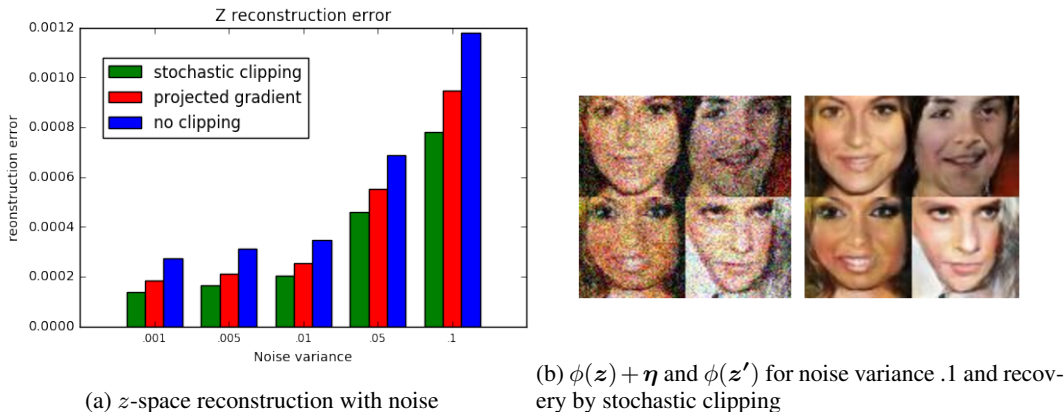 Z reconstruction error
0.0012
0.0010
0.0008
0.0006
0.0004
0.0002
0.0000
reonstruction error
stochastic clipping
projected gradient
no clipping
.001
.005
.01
.05
.1
Noise variance
(a) z-space reconstruction with noise
(b) ϕ(z) + η and ϕ(z′) for noise variance .1 and recov-
ery by stochastic clipping